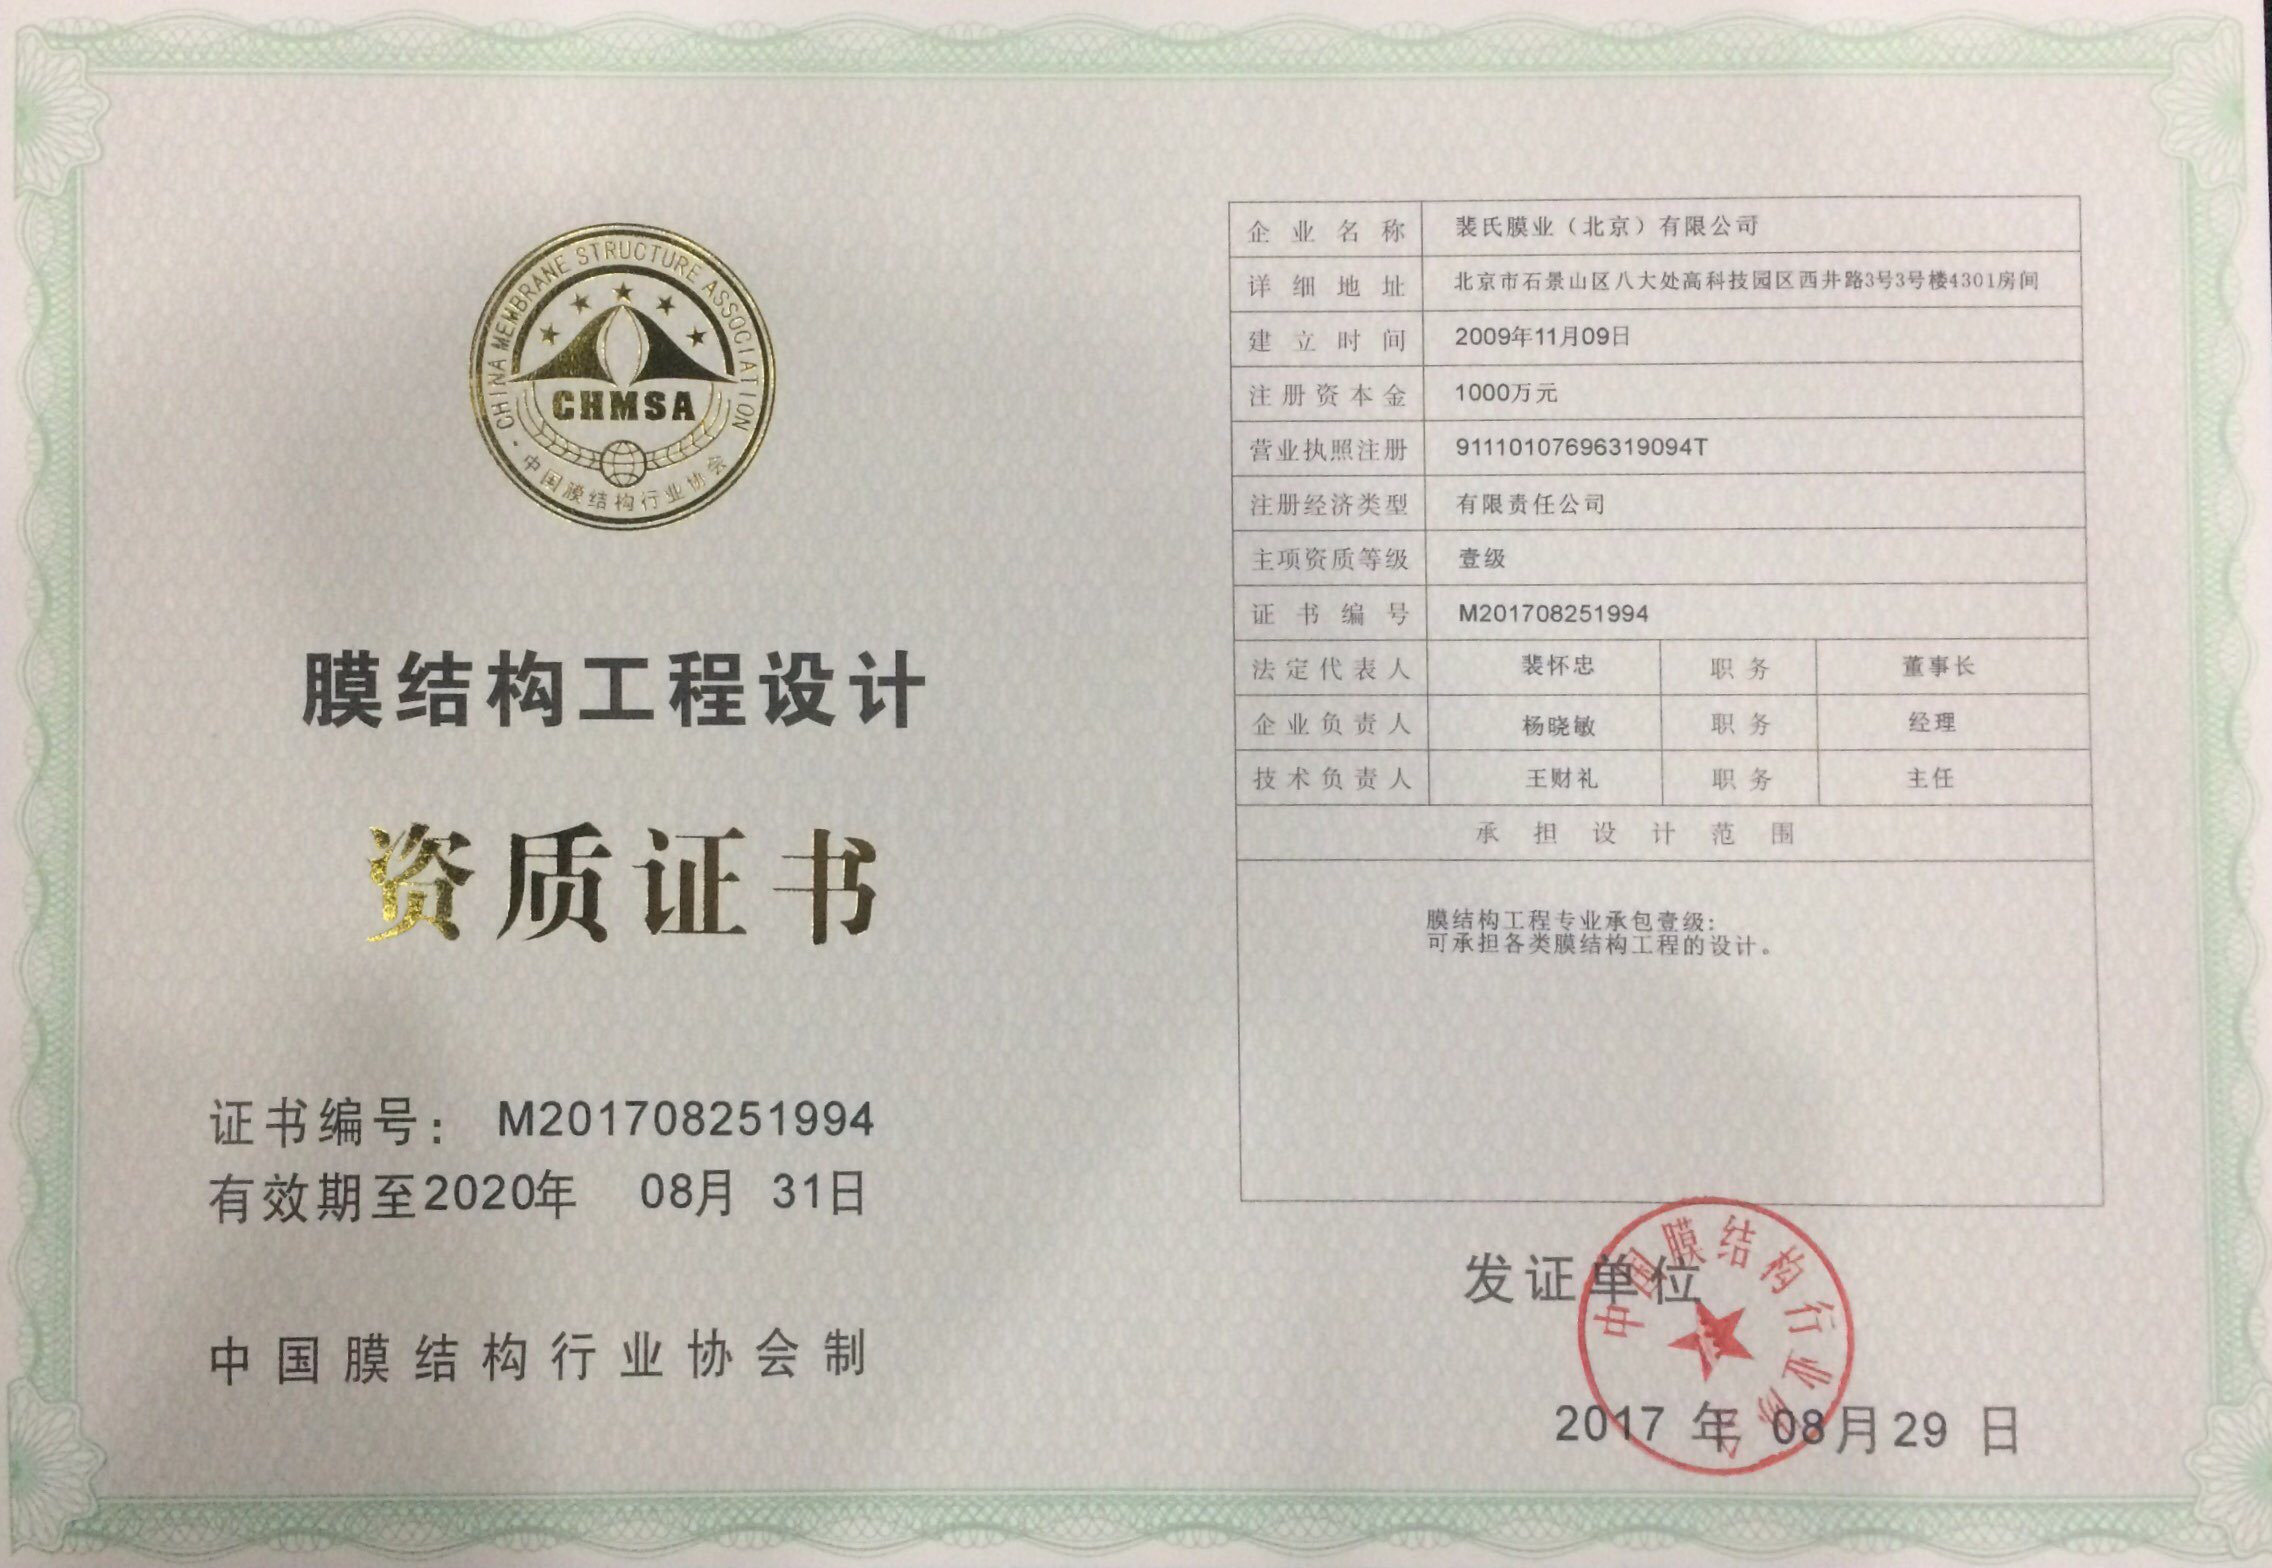 CHINA MEMBRANE STRUCTURE ASSOCIATION
CHMSA
中国膜结构行业协会
膜结构工程设计
资质证书
证书编号： M201708251994
有效期至2020年 08月 31日
中国膜结构行业协会制
企业名称 裴氏膜业（北京）有限公司
详细地址 北京市石景山区八大处高科技园区西井路3号3号楼4301房间
建立时间 2009年11月09日
注册资本金 1000万元
营业执照注册 91110107696319094T
注册经济类型 有限责任公司
主项资质等级 壹级
证书编号 M201708251994
法定代表人 裴怀忠 职务 董事长
企业负责人 杨晓敏 职务 经理
技术负责人 王财礼 职务 主任
承担设计范围
膜结构工程专业承包壹级：
可承担各类膜结构工程的设计。
发证单位
中国膜结构行业协会
2017 年 08月29 日